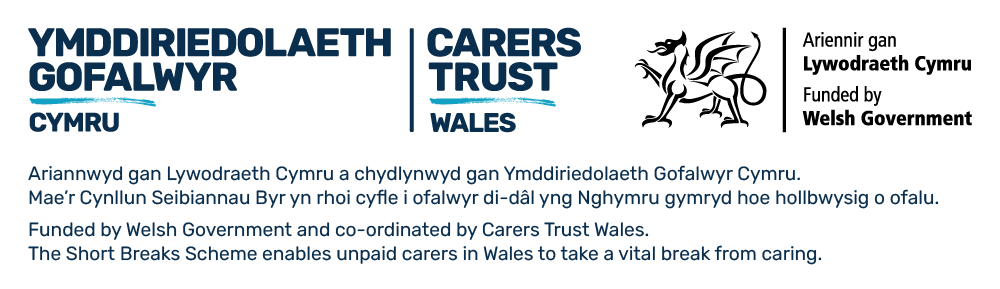 YMDDIRIEDOLAETH
GOFALWYR
CYMRU
CARERS
TRUST
WALES
Ariennir gan
Lywodraeth Cymru
Funded by
Welsh Government
Ariannwyd gan Lywodraeth Cymru a chydlynwyd gan Ymddiriedolaeth Gofalwyr Cymru.
Mae’r Cynllun Seibiannau Byr yn rhoi cyfle i ofalwyr di-dâl yng Nghymru gymryd hoe hollbwysig o ofalu.
Funded by Welsh Government and co-ordinated by Carers Trust Wales.
The Short Breaks Scheme enables unpaid carers in Wales to take a vital break from caring.